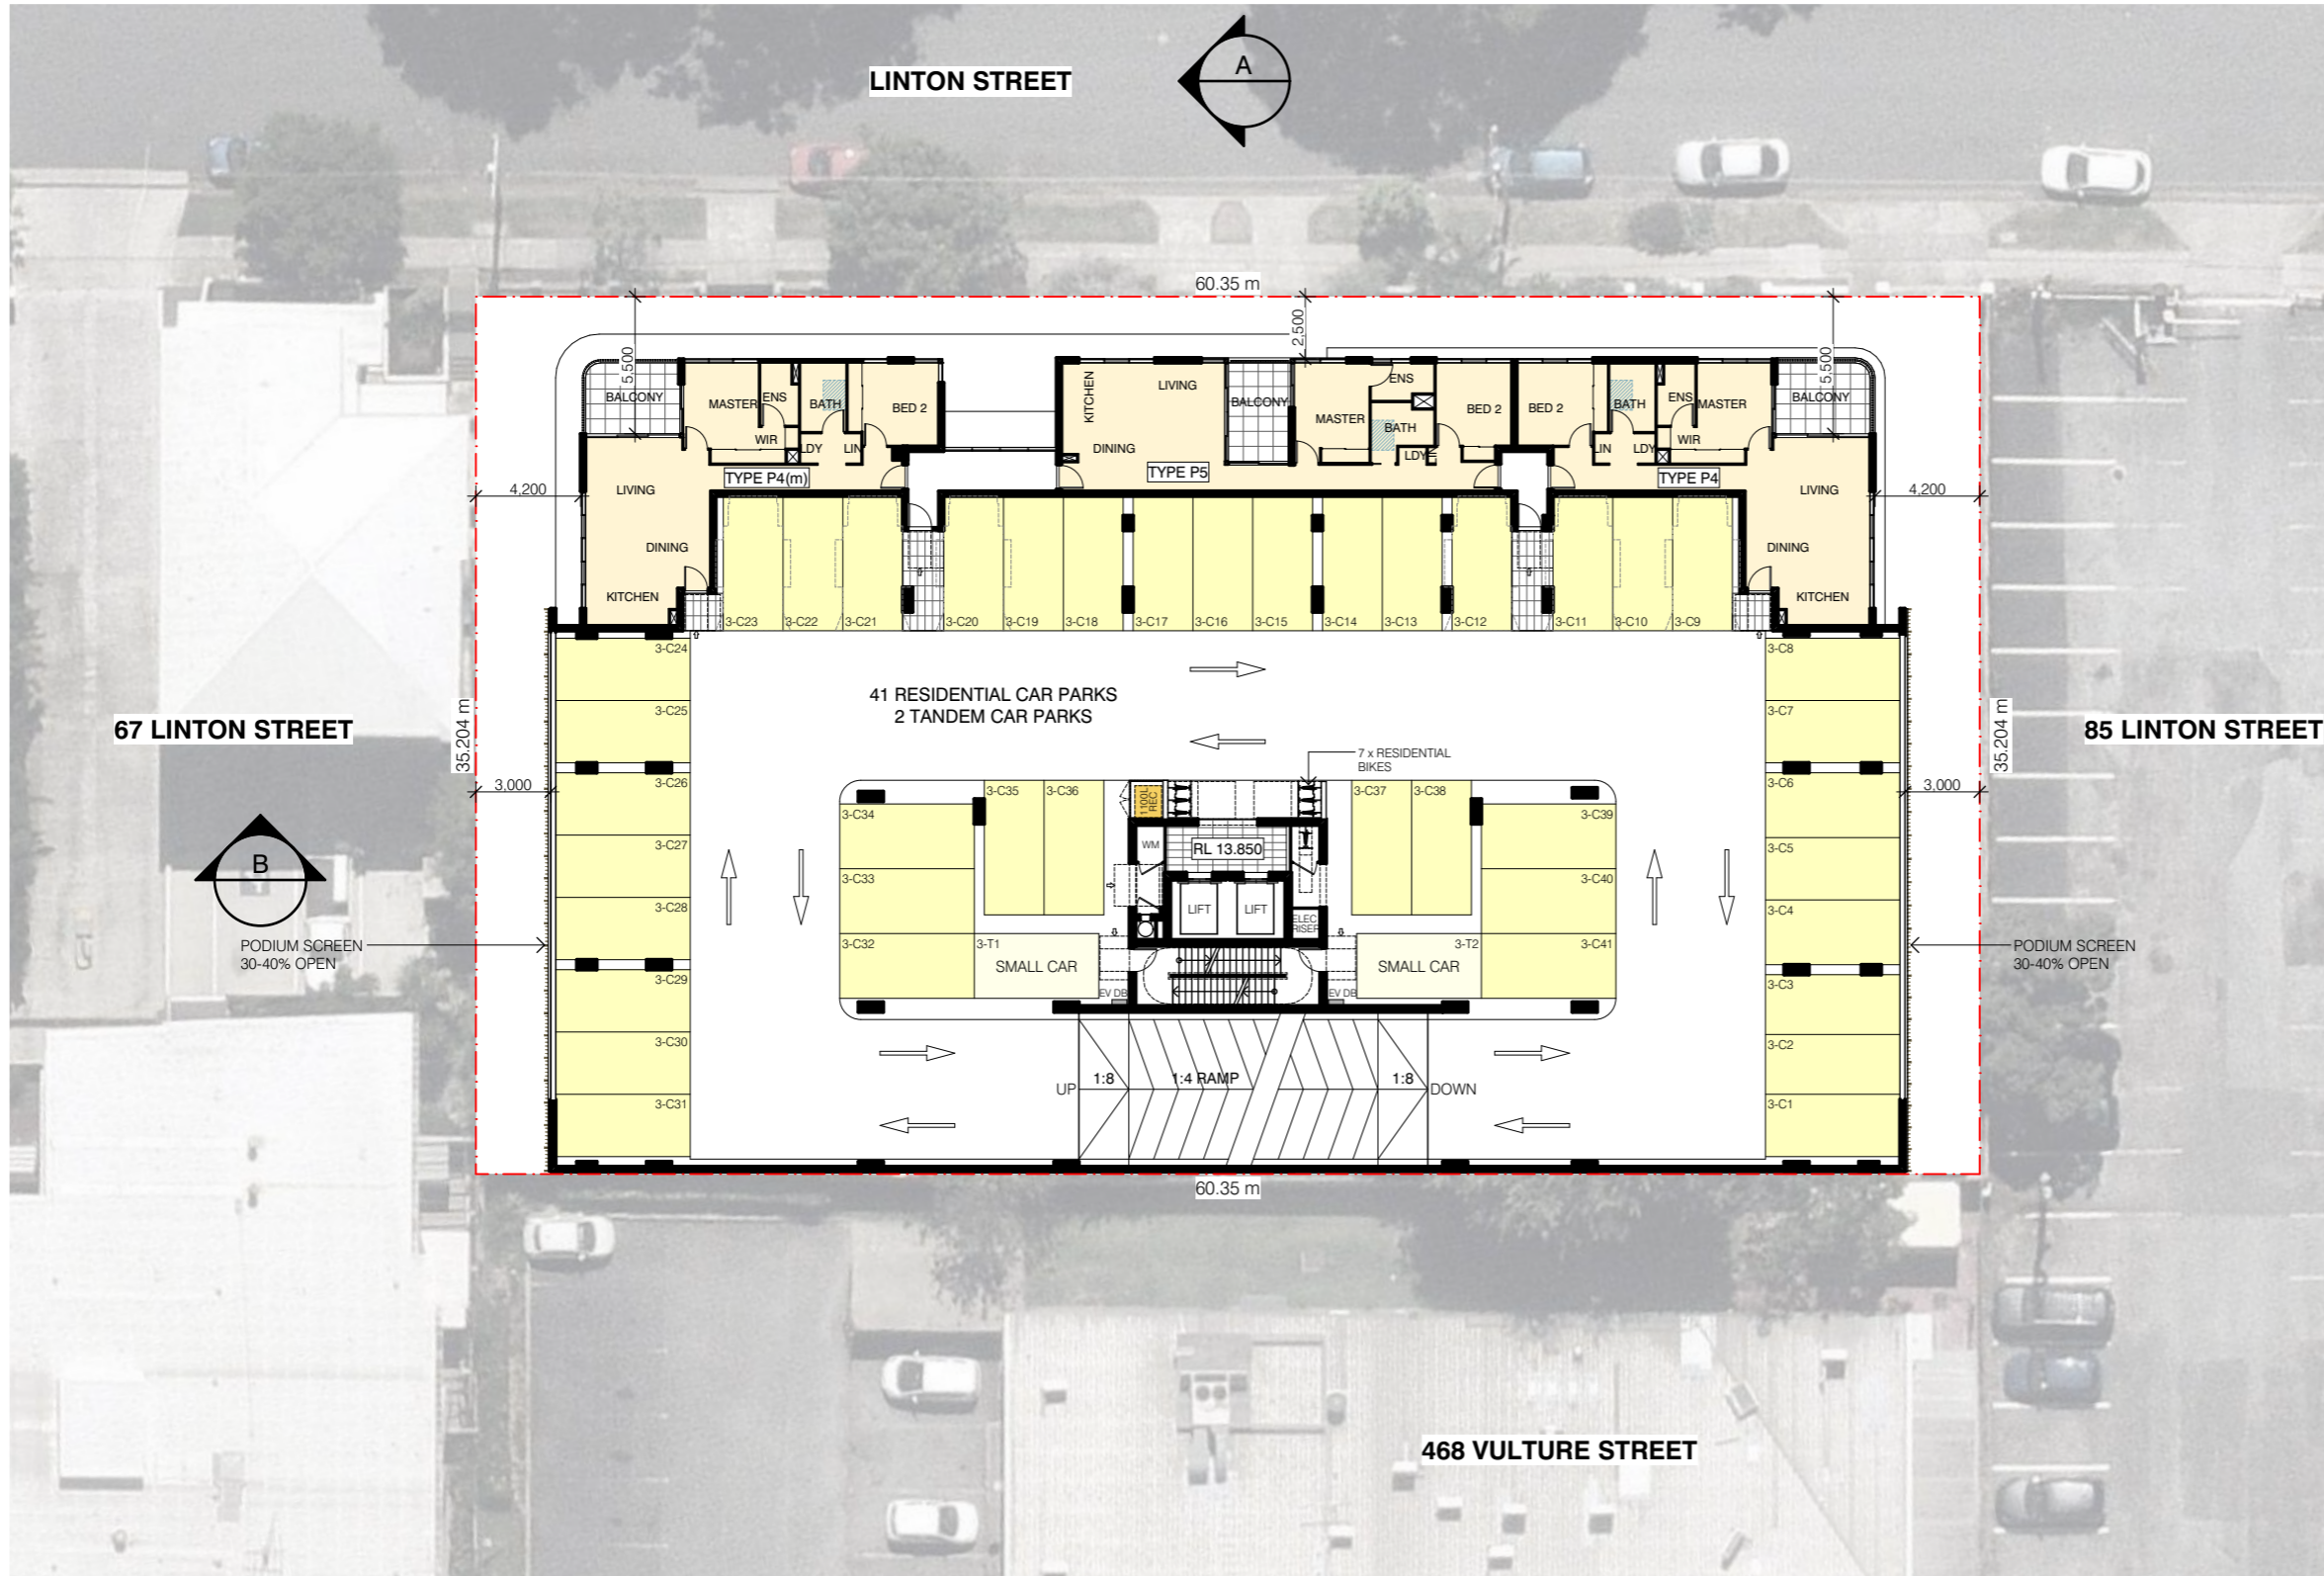 LINTON STREET
A
60.35 m
5,500
2,500
5,500
BALCONY
MASTER
ENS
BATH
BED 2
WIR
LDY
LIN
TYPE P4(m)
LIVING
DINING
KITCHEN
KITCHEN
LIVING
DINING
BALCONY
TYPE P5
MASTER
ENS
BATH
LDY
BED 2
BED 2
BATH
ENS
MASTER
BALCONY
LIN
LDY
WIR
TYPE P4
LIVING
DINING
KITCHEN
4,200
4,200
3-C23
3-C22
3-C21
3-C20
3-C19
3-C18
3-C17
3-C16
3-C15
3-C14
3-C13
3-C12
3-C11
3-C10
3-C9
3-C24
3-C25
3-C26
3-C27
3-C28
3-C29
3-C30
3-C31
3-C8
3-C7
3-C6
3-C5
3-C4
3-C3
3-C2
3-C1
41 RESIDENTIAL CAR PARKS
2 TANDEM CAR PARKS
67 LINTON STREET
35.204 m
35.204 m
85 LINTON STREET
3,000
3,000
7 x RESIDENTIAL
BIKES
B
PODIUM SCREEN
30-40% OPEN
PODIUM SCREEN
30-40% OPEN
3-C35
3-C36
3-C34
3-C33
3-C32
3-T1
SMALL CAR
1100L
REC
WM
RL 13.850
LIFT
LIFT
ELEC
RISER
EV DB
EV DB
3-C37
3-C38
3-C39
3-C40
3-C41
3-T2
SMALL CAR
UP
1:8
1:4 RAMP
1:8
DOWN
60.35 m
468 VULTURE STREET